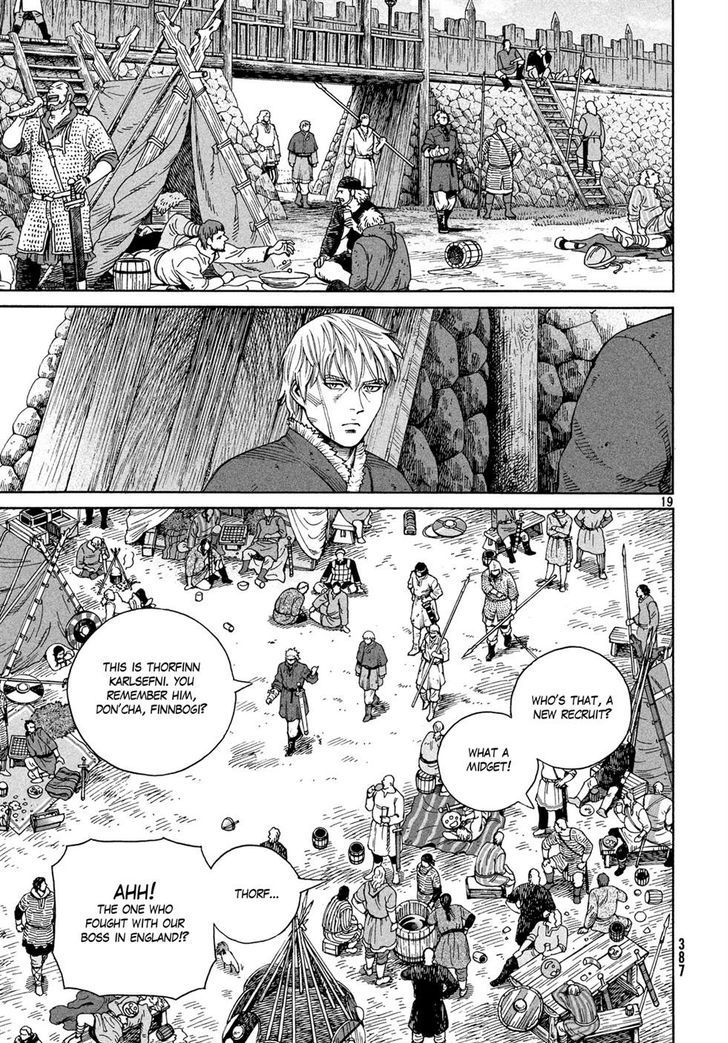 19
WHO'S THAT, A
NEW RECRUIT?
WHAT A
MIDGET!
THIS IS THORFINN
KARLSEFNI. YOU
REMEMBER HIM,
DON'CHA, FINNBOGI?
THORF...
AHH!
THE ONE WHO
FOUGHT WITH OUR
BOSS IN ENGLAND!?
387